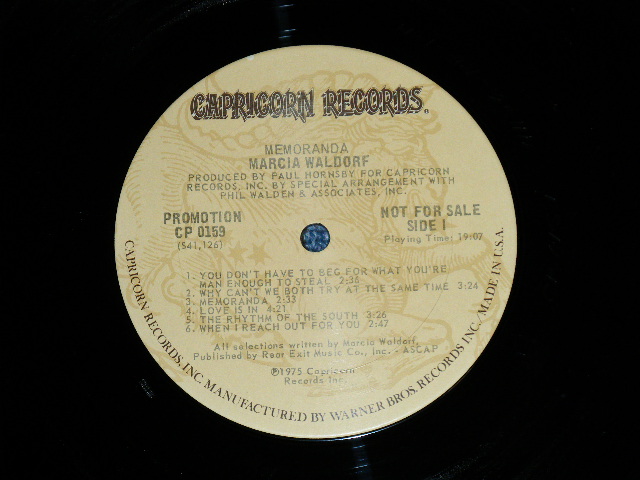 CAPRICORN RECORDS®
MEMORANDA
MARCIA WALDORF
PRODUCED BY PAUL HORNSBY FOR CAPRICORN
RECORDS, INC. BY SPECIAL ARRANGEMENT WITH
PHIL WALDEN & ASSOCIATES, INC.
PROMOTION
CP 0159
(S41,126)
NOT FOR SALE
SIDE 1
Playing Time: 19:07
1. YOU DON'T HAVE TO BEG FOR WHAT YOU'RE
MAN ENOUGH TO STEAL 2:36
2. WHY CAN'T WE BOTH TRY AT THE SAME TIME 3:24
3. MEMORANDA 2:33
4. LOVE IS IN 4:21
5. THE RHYTHM OF THE SOUTH 3:26
6. WHEN I REACH OUT FOR YOU 2:47
All selections written by Marcia Waldorf,
Published by Rear Exit Music Co., Inc. - ASCAP
℗1975 Capricorn
Records Inc.
CAPRICORN RECORDS, INC. MANUFACTURED BY WARNER BROS. RECORDS INC./MADE IN U.S.A.